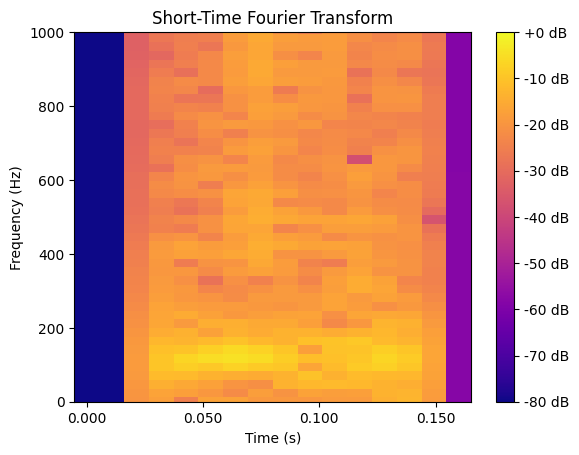 Short-Time Fourier Transform
1000
800
600
400
200
0
Frequency (Hz)
0.000
0.050
0.100
0.150
Time (s)
+0 dB
-10 dB
-20 dB
-30 dB
-40 dB
-50 dB
-60 dB
-70 dB
-80 dB